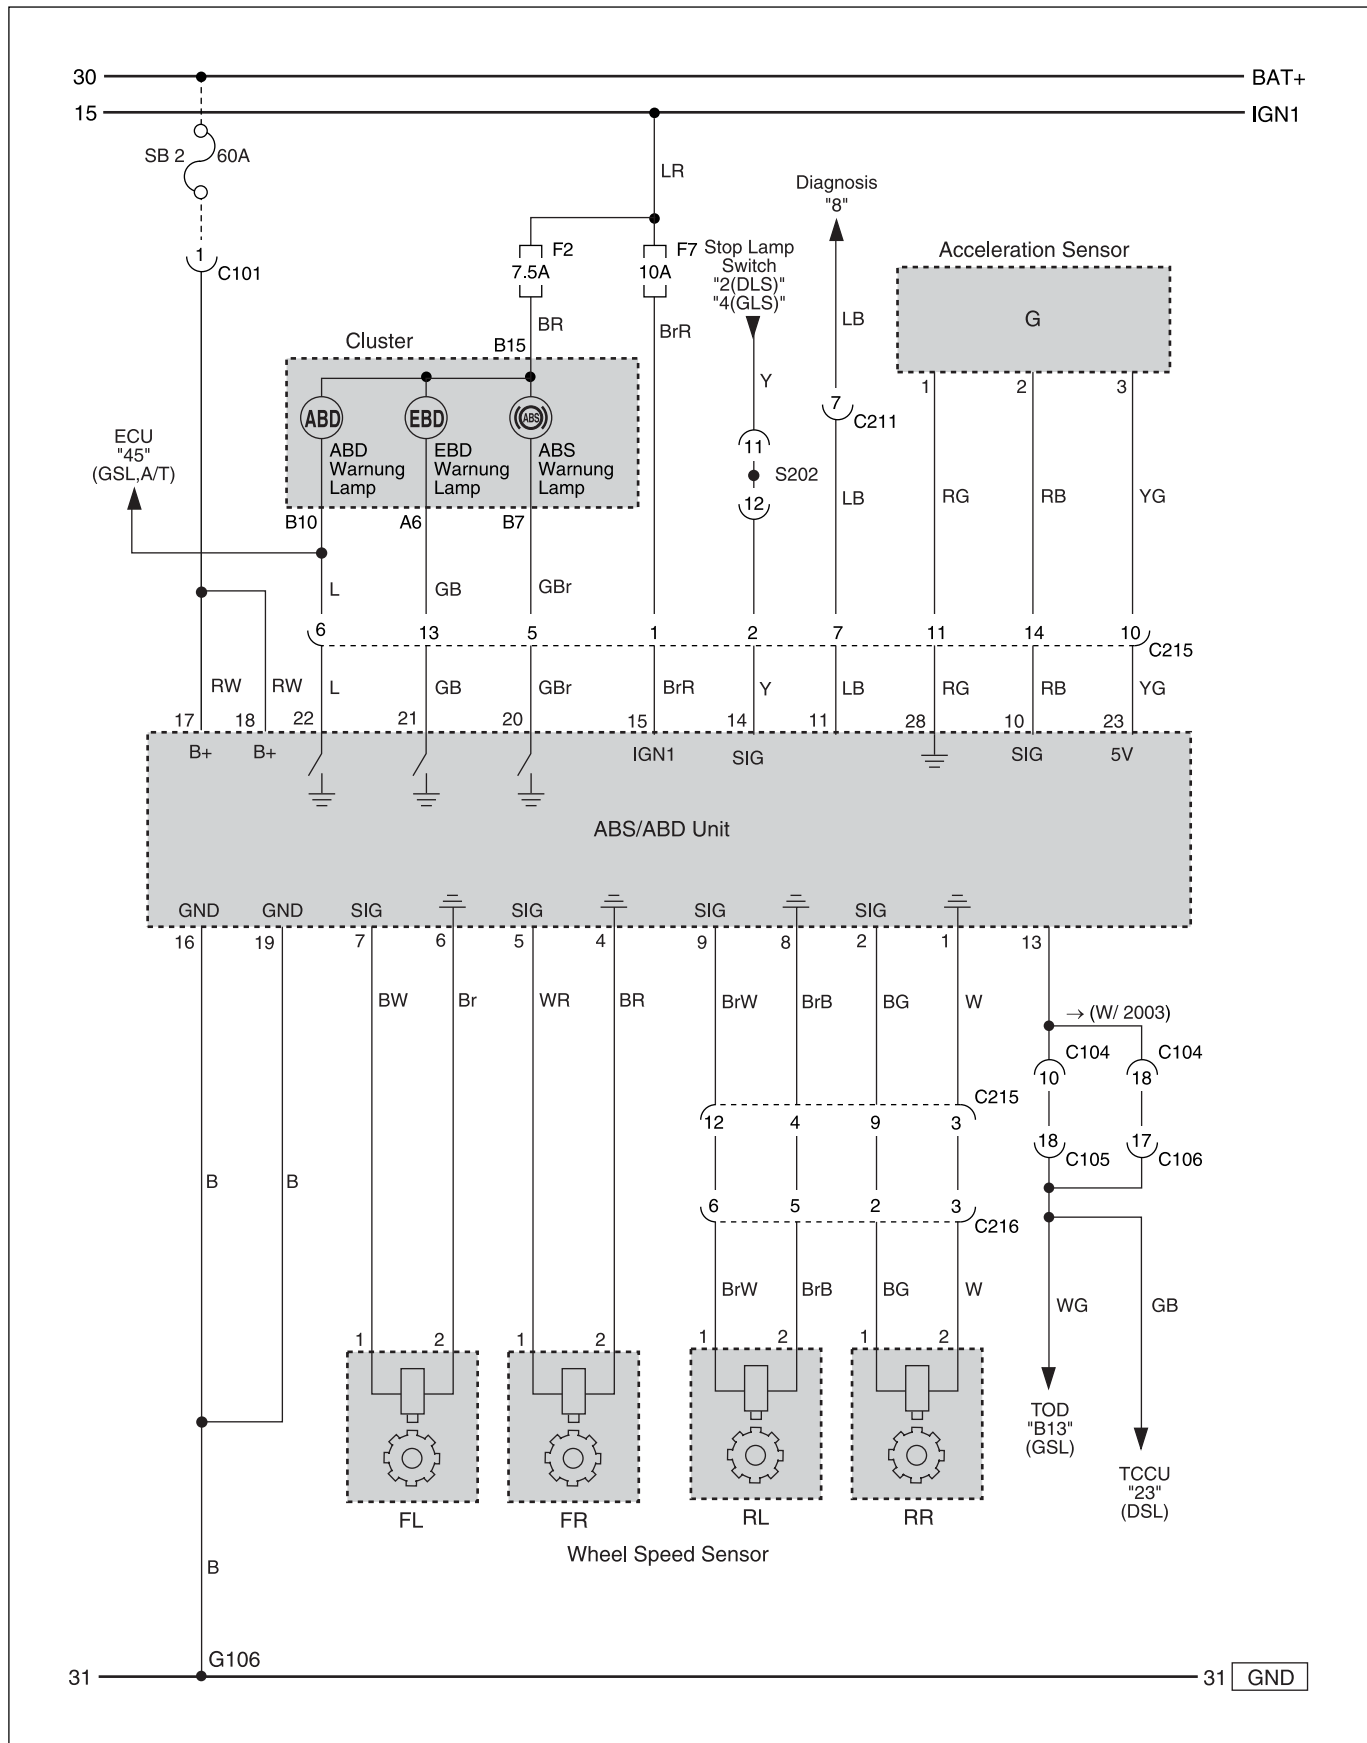 30 BAT+
15 IGN1
SB 2 60A
LR
Diagnosis
"8"
F2 F7
7.5A 10A
Stop Lamp
Switch
"2(DLS)"
"4(GLS)"
Acceleration Sensor
G
1 C101
BR BrR LB
Cluster B15
Y
1 2 3
7 C211
ABD EBD ABS
ECU
"45"
(GSL,A/T)
ABD
Warnung
Lamp
EBD
Warnung
Lamp
ABS
Warnung
Lamp
11
S202
12
LB RG RB YG
B10 A6 B7
L GB GBr
6 13 5 1 2 7 11 14 10 C215
RW RW L GB GBr BrR Y LB RG RB YG
17 18 22 21 20 15 14 11 28 10 23
B+ B+ IGN1 SIG SIG 5V
ABS/ABD Unit
GND GND SIG SIG SIG SIG
16 19 7 6 5 4 9 8 2 1 13
BW Br WR BR BrW BrB BG W
→ (W/ 2003)
C104 C104
10 18
C215
12 4 9 3
18 17
C105 C106
B B
6 5 2 3 C216
BrW BrB BG W WG GB
1 2 1 2 1 2 1 2
TOD
"B13"
(GSL)
TCCU
"23"
(DSL)
FL FR RL RR
Wheel Speed Sensor
B
G106
31 31 GND